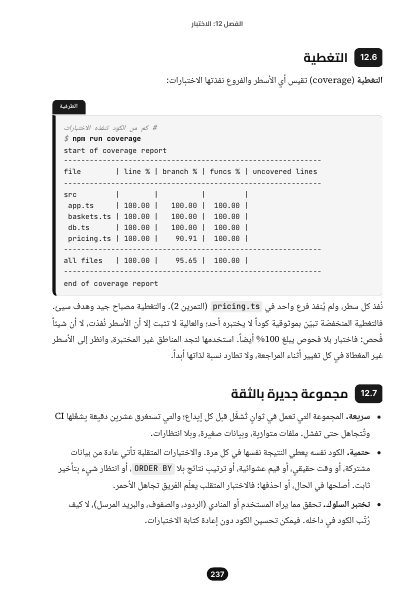 الفصل 12: الاختبار
12.6 التغطية
التغطية (coverage) تقيس أي الأسطر والفروع نفذتها الاختبارات:
الطرفية
# كم من الكود تنفذه الاختبارات
$ npm run coverage
start of coverage report
----------------------------------------------------------------
file | line % | branch % | funcs % | uncovered lines
----------------------------------------------------------------
src | | | |
app.ts | 100.00 | 100.00 | 100.00 |
baskets.ts | 100.00 | 100.00 | 100.00 |
db.ts | 100.00 | 100.00 | 100.00 |
pricing.ts | 100.00 | 90.91 | 100.00 |
----------------------------------------------------------------
all files | 100.00 | 95.65 | 100.00 |
----------------------------------------------------------------
end of coverage report
نُفذ كل سطر، ولم يُنفذ فرع واحد في pricing.ts (التمرين 2). والتغطية مصباح جيد وهدف سيئ.
فالتغطية المنخفضة تبيّن بموثوقية كوداً لا يختبره أحد؛ والعالية لا تثبت إلا أن الأسطر نُفذت، لا أن شيئاً
فُحص: فاختبار بلا فحوص يبلغ 100% أيضاً. استخدمها لتجد المناطق غير المختبرة، وانظر إلى الأسطر
غير المغطاة في كل تغيير أثناء المراجعة، ولا تطارد نسبة لذاتها أبداً.
12.7 مجموعة جديرة بالثقة
• سريعة. المجموعة التي تعمل في ثوانٍ تُشغّل قبل كل إيداع؛ والتي تستغرق عشرين دقيقة يشغّلها CI
وتُتجاهل حتى تفشل. ملفات متوازية، وبيانات صغيرة، وبلا انتظارات.
• حتمية. الكود نفسه يعطي النتيجة نفسها في كل مرة. والاختبارات المتقلبة تأتي عادة من بيانات
مشتركة، أو وقت حقيقي، أو قيم عشوائية، أو ترتيب نتائج بلا ORDER BY، أو انتظار شيء بتأخير
ثابت. أصلحها في الحال، أو احذفها: فالاختبار المتقلب يعلّم الفريق تجاهل الأحمر.
• تختبر السلوك. تحقق مما يراه المستخدم أو المنادي (الردود، والصفوف، والبريد المرسل)، لا كيف
رُتّب الكود في داخله. فيمكن تحسين الكود دون إعادة كتابة الاختبارات.
237